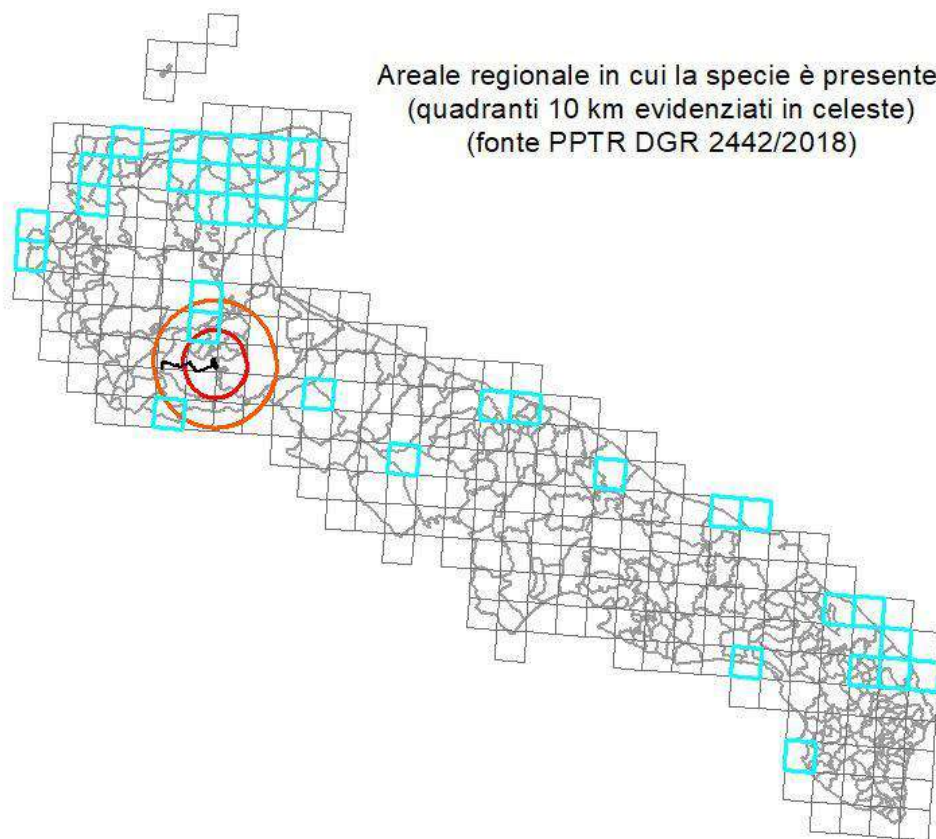 Areale regionale in cui la specie è presente
(quadranti 10 km evidenziati in celeste)
(fonte PPTR DGR 2442/2018)